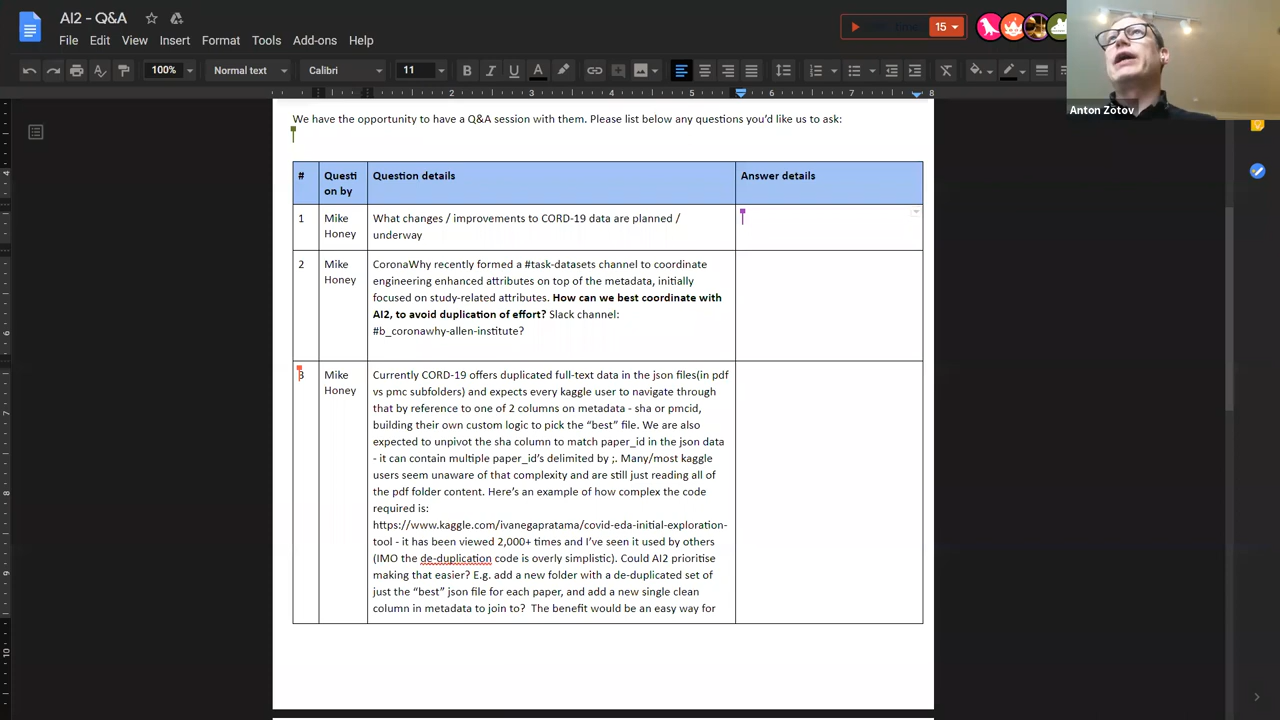 AI2 - Q&A
File Edit View Insert Format Tools Add-ons Help
15
100% Normal text Calibri 11
2 3 4 5 6 7 8
Anton Zotov
We have the opportunity to have a Q&A session with them. Please list below any questions you'd like us to ask:
# Questi on by Question details Answer details
1 Mike Honey What changes / improvements to CORD-19 data are planned /
underway
2 Mike Honey CoronaWhy recently formed a #task-datasets channel to coordinate
engineering enhanced attributes on top of the metadata, initially
focused on study-related attributes. How can we best coordinate with
AI2, to avoid duplication of effort? Slack channel:
#b_coronawhy-allen-institute?
3 Mike Honey Currently CORD-19 offers duplicated full-text data in the json files(in pdf
vs pmc subfolders) and expects every kaggle user to navigate through
that by reference to one of 2 columns on metadata - sha or pmcid,
building their own custom logic to pick the "best" file. We are also
expected to unpivot the sha column to match paper_id in the json data
- it can contain multiple paper_id's delimited by ;. Many/most kaggle
users seem unaware of that complexity and are still just reading all of
the pdf folder content. Here's an example of how complex the code
required is:
https://www.kaggle.com/ivanegapratama/covid-eda-initial-exploration-
tool - it has been viewed 2,000+ times and I've seen it used by others
(IMO the de-duplication code is overly simplistic). Could AI2 prioritise
making that easier? E.g. add a new folder with a de-duplicated set of
just the "best" json file for each paper, and add a new single clean
column in metadata to join to? The benefit would be an easy way for